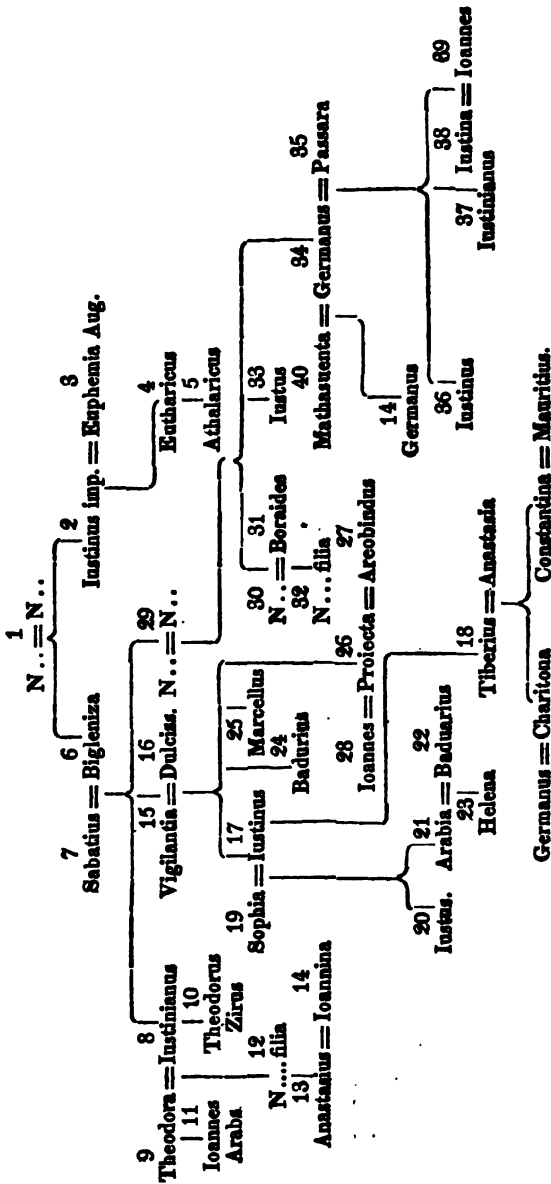 1
N..=N..
7 6 2 3
Sabatius=Bigleniza Iustinus imp.=Euphemia Aug.
9 8 15 16 29 4
Theodora=Iustinianus Vigilantia=Dulcias. N..=N.. Eutharicus
11 10 5
Ioannes Theodorus Athalaricus
Arabs Zirus 25
12 19 17 Marcellus 30 31 33
N....filia Sophia=Iustinus 24 N..=Boraides Iustus
13 14 Badurius 32 40 34 35
Anastasius=Ioannina N...filia Mathasuenta=Germanus=Passara
28 26 27
Ioannes=Proiecta=Areobindus 14
20 21 22 Germanus
Iustus. Arabia=Baduarius 36 38 69
23 18 Iustinus 37 Iustina=Ioannes
Helena Tiberius=Anastasia Iustinianus
Germanus=Charitona Constantina=Mauritius.